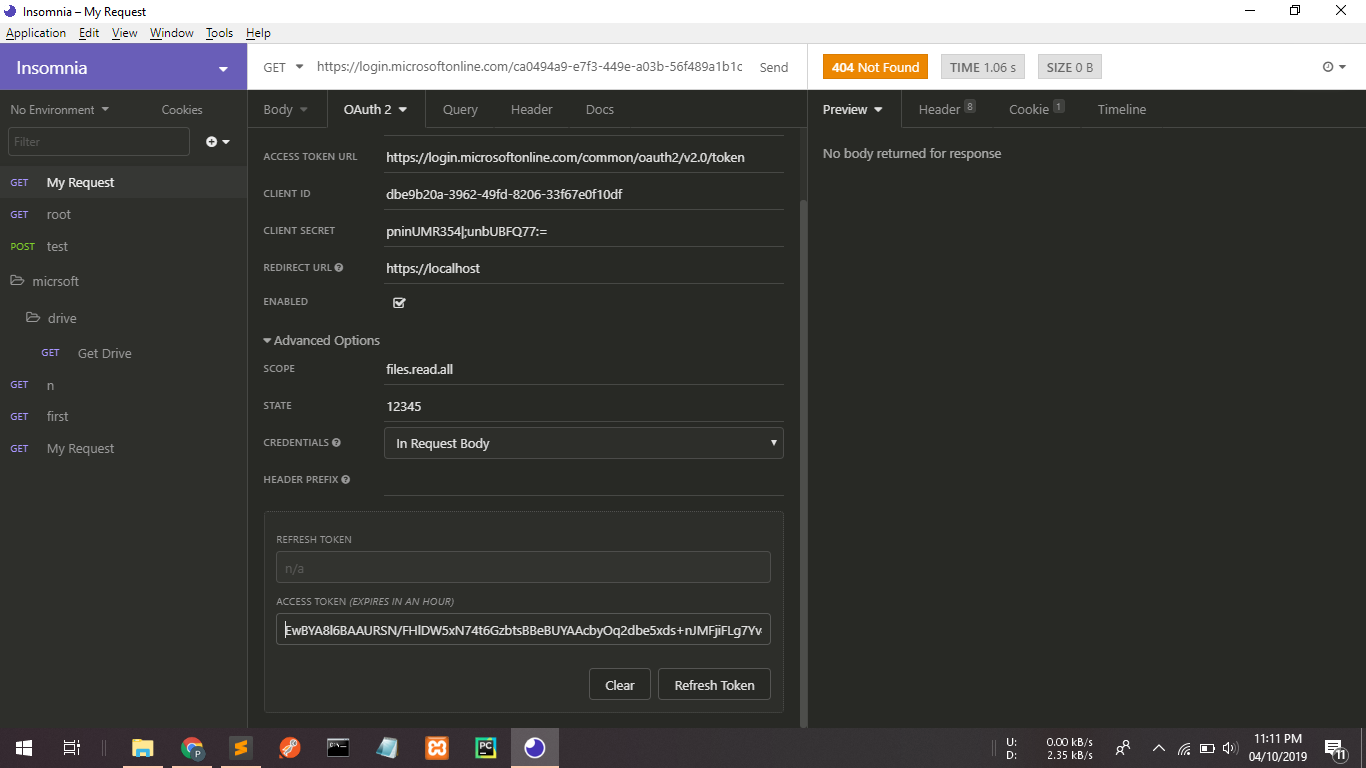 Insomnia – My Request
Application Edit View Window Tools Help
Insomnia
GET https://login.microsoftonline.com/ca0494a9-e7f3-449e-a03b-56f489a1b1c Send
404 Not Found TIME 1.06 s SIZE 0 B
No Environment Cookies
Body OAuth 2 Query Header Docs
Preview Header 8 Cookie 1 Timeline
Filter
No body returned for response
GET My Request
GET root
POST test
micrsoft
drive
GET Get Drive
GET n
GET first
GET My Request
ACCESS TOKEN URL https://login.microsoftonline.com/common/oauth2/v2.0/token
CLIENT ID dbe9b20a-3962-49fd-8206-33f67e0f10df
CLIENT SECRET pninUMR354|;unbUBFQ77:=
REDIRECT URL https://localhost
ENABLED
Advanced Options
SCOPE files.read.all
STATE 12345
CREDENTIALS In Request Body
HEADER PREFIX
REFRESH TOKEN
n/a
ACCESS TOKEN (EXPIRES IN AN HOUR)
EwBYA8l6BAAURSN/FHlDW5xN74t6GzbtsBBeBUYAAcbyOq2dbe5xds+nJMFjiFLg7Yv
Clear Refresh Token
U: 0.00 kB/s
D: 2.35 kB/s
11:11 PM
04/10/2019
11